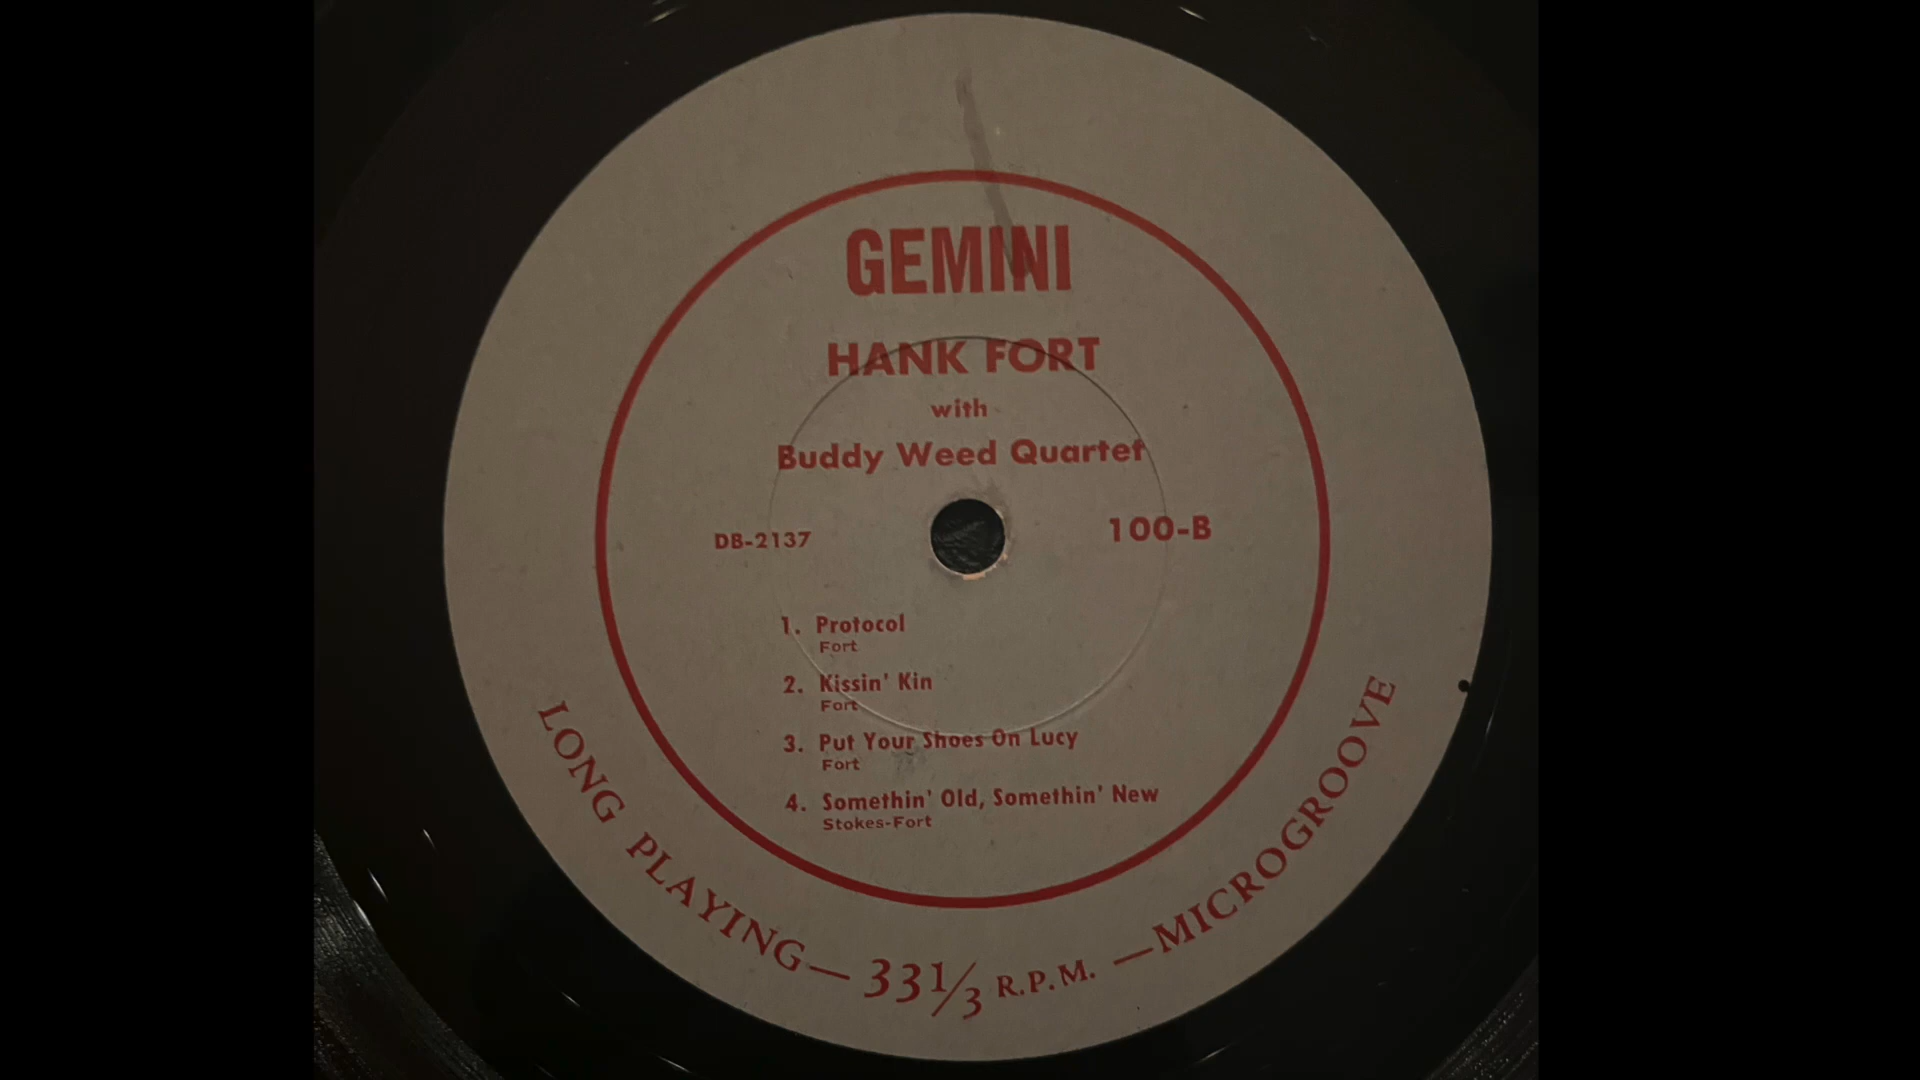 GEMINI
HANK FORT
with
Buddy Weed Quartet
DB-2137
100-B
1. Protocol
Fort
2. Kissin' Kin
Fort
3. Put Your Shoes On Lucy
Fort
4. Somethin' Old, Somethin' New
Stokes-Fort
LONG PLAYING—33 1/3 R.P.M.—MICROGROOVE